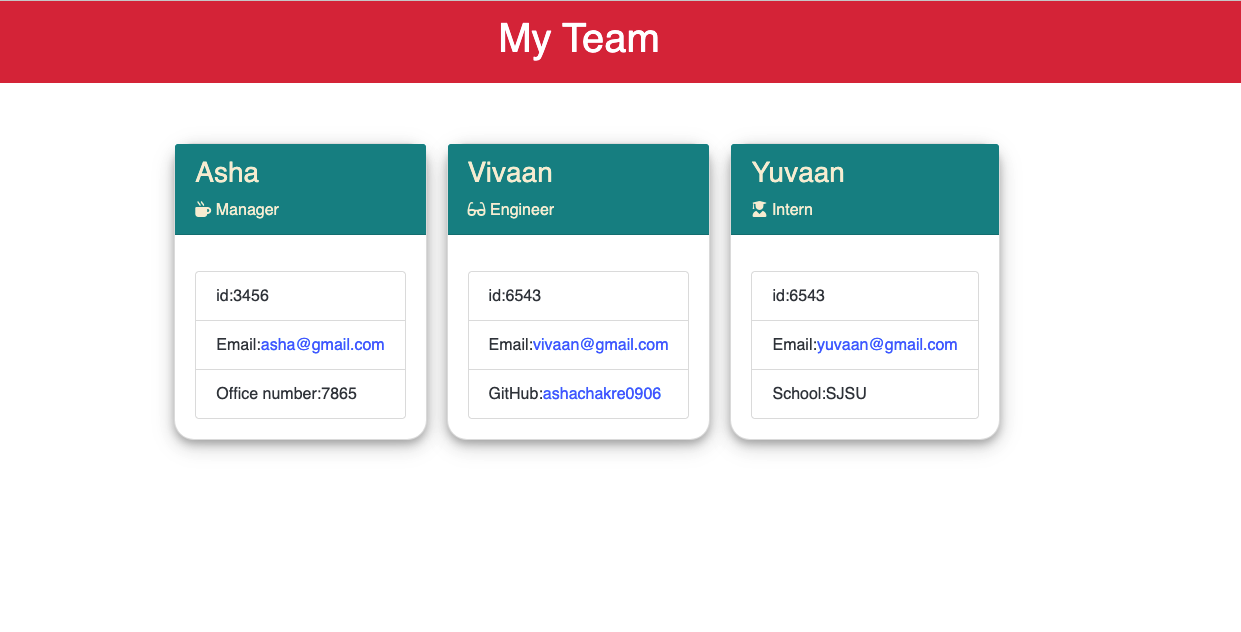 My Team
Asha
Manager
id:3456
Email:asha@gmail.com
Office number:7865
Vivaan
Engineer
id:6543
Email:vivaan@gmail.com
GitHub:ashachakre0906
Yuvaan
Intern
id:6543
Email:yuvaan@gmail.com
School:SJSU